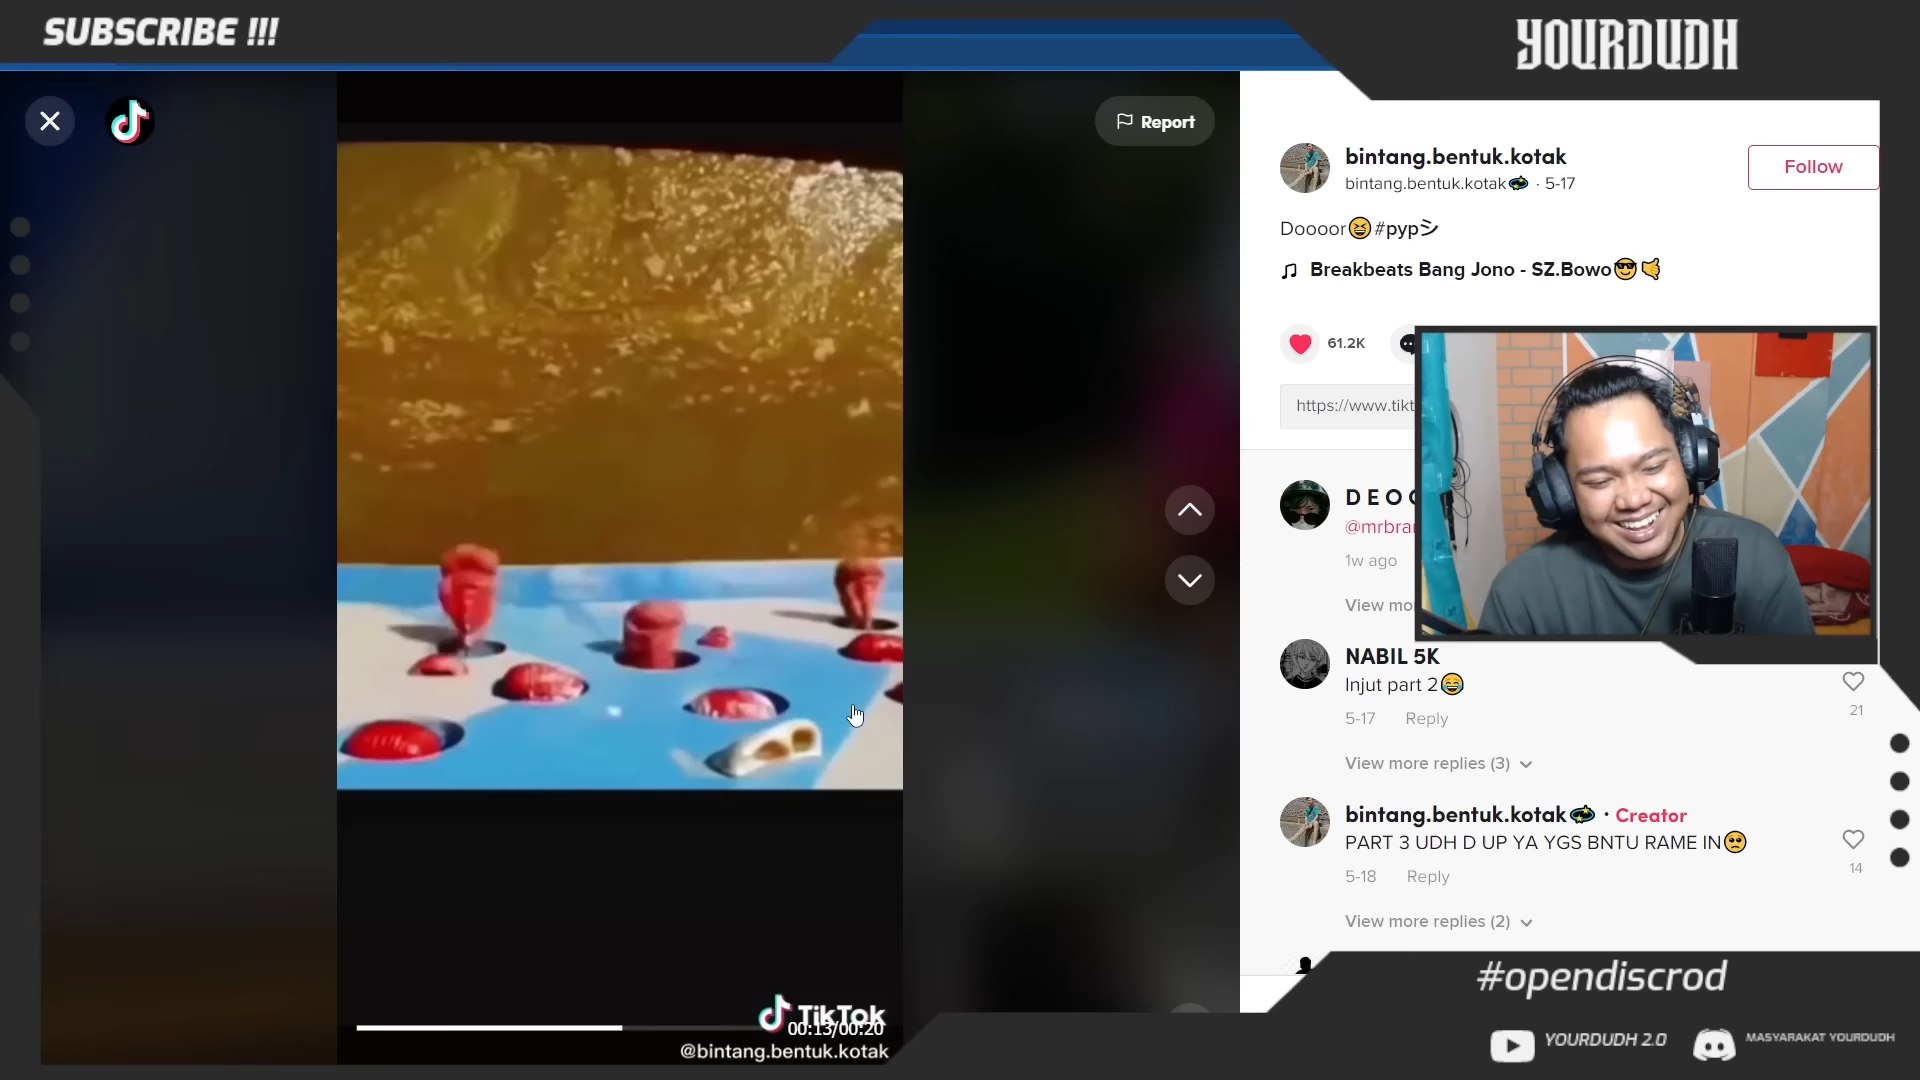 SUBSCRIBE !!!
YOURDUDH
Report
bintang.bentuk.kotak
bintang.bentuk.kotak · 5-17
Follow
Doooor😆#pypシ
Breakbeats Bang Jono - SZ.Bowo😎🤙
61.2K
https://www.tikt
D E O
@mrbra
1w ago
View mo
NABIL 5K
Injut part 2😂
21
5-17 Reply
View more replies (3)
bintang.bentuk.kotak · Creator
PART 3 UDH D UP YA YGS BNTU RAME IN🥺
14
5-18 Reply
View more replies (2)
TikTok
00:13/00:20
@bintang.bentuk.kotak
#opendiscrod
YOURDUDH 2.0
MASYARAKAT YOURDUDH